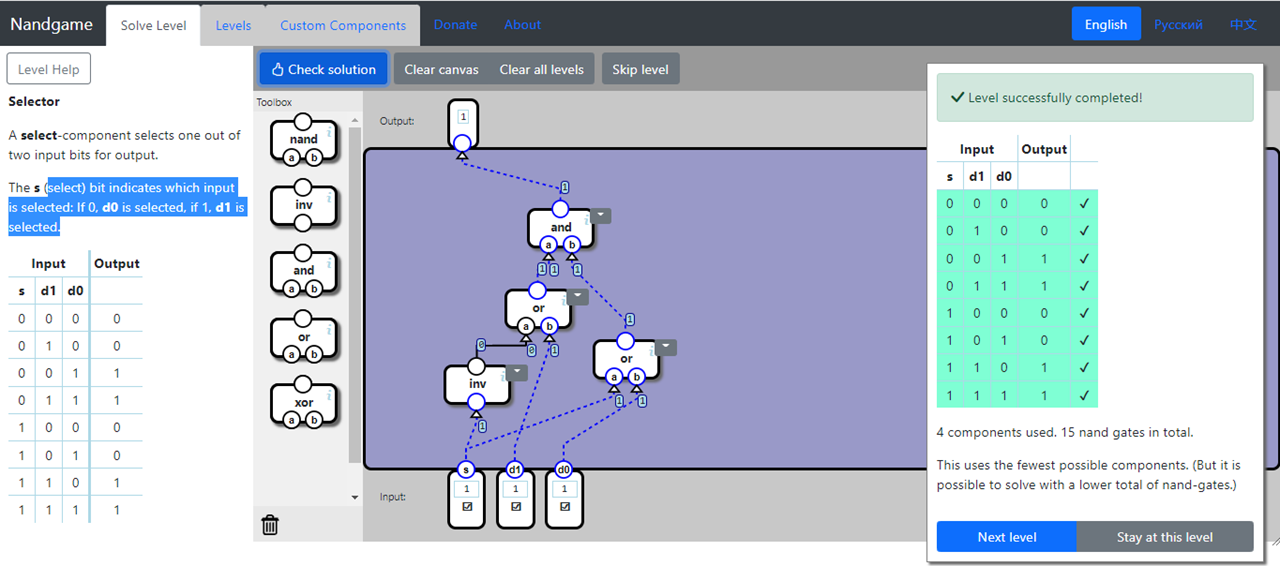 Nandgame Solve Level Levels Custom Components Donate About English Русский 中文
Level Help
Selector
A select-component selects one out of
two input bits for output.
The s (select) bit indicates which input
is selected: If 0, d0 is selected, if 1, d1 is
selected.
Input Output
s d1 d0
0 0 0 0
0 1 0 0
0 0 1 1
0 1 1 1
1 0 0 0
1 0 1 0
1 1 0 1
1 1 1 1
Check solution Clear canvas Clear all levels Skip level
Toolbox
nand
a b
inv
and
a b
or
a b
xor
a b
Output:
1
1
and
a b
1 1 1
or
a b
1
or
a b
0 0 1
inv
1 1 1
s d1 d0
Input:
1 1 1
Level successfully completed!
Input Output
s d1 d0
0 0 0 0 ✓
0 1 0 0 ✓
0 0 1 1 ✓
0 1 1 1 ✓
1 0 0 0 ✓
1 0 1 0 ✓
1 1 0 1 ✓
1 1 1 1 ✓
4 components used. 15 nand gates in total.
This uses the fewest possible components. (But it is
possible to solve with a lower total of nand-gates.)
Next level Stay at this level